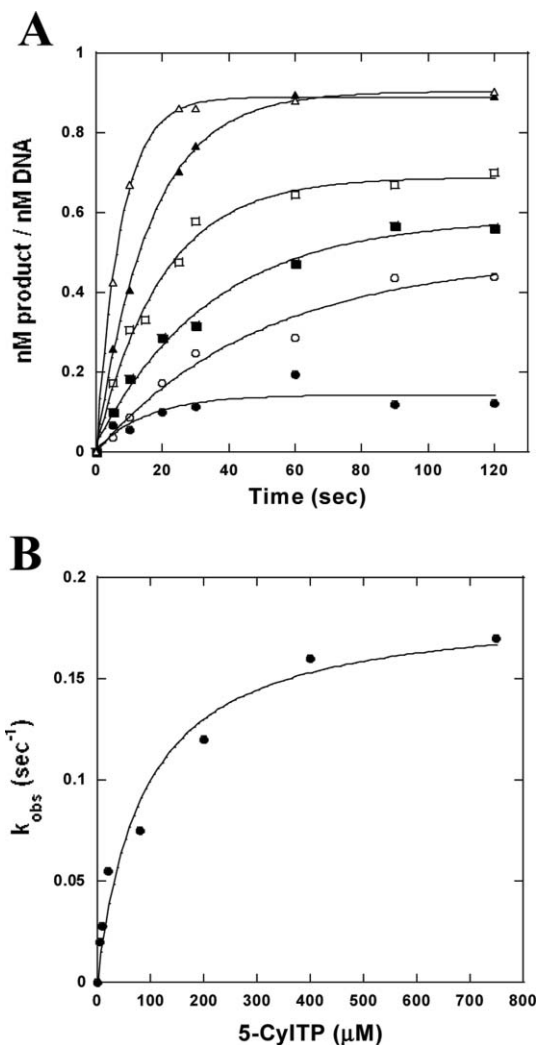 A
nM product / nM DNA
1
0.8
0.6
0.4
0.2
0
0 20 40 60 80 100 120
Time (sec)
B
k_obs (sec⁻¹)
0.2
0.15
0.1
0.05
0
0 100 200 300 400 500 600 700 800
5-CyITP (μM)